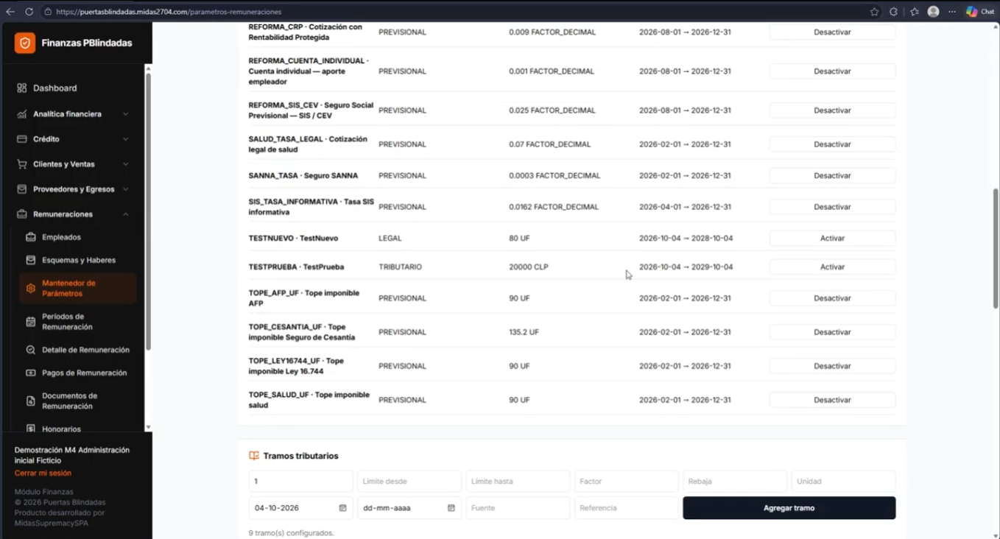 https://puertasblindadas.midas2704.com/parametros-remuneraciones
Chat
Finanzas PBlindadas
Dashboard
Analítica financiera
Crédito
Clientes y Ventas
Proveedores y Egresos
Remuneraciones
Empleados
Esquemas y Haberes
Mantenedor de
Parámetros
Períodos de
Remuneración
Detalle de Remuneración
Pagos de Remuneración
Documentos de
Remuneración
Honorarios
Demostración M4 Administración
inicial Ficticio
Cerrar mi sesión
Módulo Finanzas
© 2026 Puertas Blindadas
Producto desarrollado por
MidasSupremacySPA
REFORMA_CRP · Cotización con
Rentabilidad Protegida
PREVISIONAL
0.009 FACTOR_DECIMAL
2026-08-01 → 2026-12-31
Desactivar
REFORMA_CUENTA_INDIVIDUAL ·
Cuenta individual — aporte
empleador
PREVISIONAL
0.001 FACTOR_DECIMAL
2026-08-01 → 2026-12-31
Desactivar
REFORMA_SIS_CEV · Seguro Social
Previsional — SIS / CEV
PREVISIONAL
0.025 FACTOR_DECIMAL
2026-08-01 → 2026-12-31
Desactivar
SALUD_TASA_LEGAL · Cotización
legal de salud
PREVISIONAL
0.07 FACTOR_DECIMAL
2026-02-01 → 2026-12-31
Desactivar
SANNA_TASA · Seguro SANNA
PREVISIONAL
0.0003 FACTOR_DECIMAL
2026-02-01 → 2026-12-31
Desactivar
SIS_TASA_INFORMATIVA · Tasa SIS
informativa
PREVISIONAL
0.0162 FACTOR_DECIMAL
2026-04-01 → 2026-12-31
Desactivar
TESTNUEVO · TestNuevo
LEGAL
80 UF
2026-10-04 → 2028-10-04
Activar
TESTPRUEBA · TestPrueba
TRIBUTARIO
20000 CLP
2026-10-04 → 2029-10-04
Activar
TOPE_AFP_UF · Tope imponible
AFP
PREVISIONAL
90 UF
2026-02-01 → 2026-12-31
Desactivar
TOPE_CESANTIA_UF · Tope
imponible Seguro de Cesantía
PREVISIONAL
135.2 UF
2026-02-01 → 2026-12-31
Desactivar
TOPE_LEY16744_UF · Tope
imponible Ley 16.744
PREVISIONAL
90 UF
2026-02-01 → 2026-12-31
Desactivar
TOPE_SALUD_UF · Tope imponible
salud
PREVISIONAL
90 UF
2026-02-01 → 2026-12-31
Desactivar
Tramos tributarios
1
Límite desde
Límite hasta
Factor
Rebaja
Unidad
04-10-2026
dd-mm-aaaa
Fuente
Referencia
Agregar tramo
9 tramo(s) configurados.